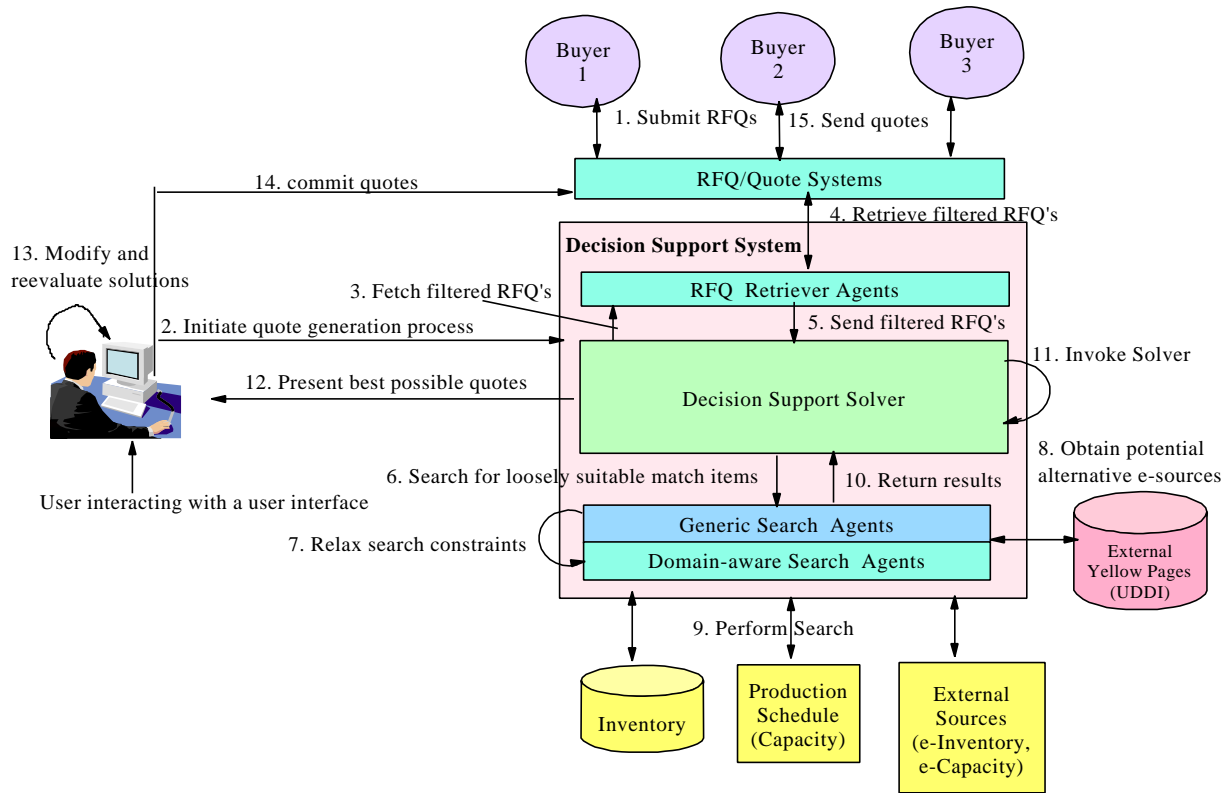 Buyer
1
Buyer
2
Buyer
3
1. Submit RFQs
15. Send quotes
RFQ/Quote Systems
14. commit quotes
4. Retrieve filtered RFQ's
Decision Support System
13. Modify and
reevaluate solutions
3. Fetch filtered RFQ's
RFQ Retriever Agents
2. Initiate quote generation process
5. Send filtered RFQ's
11. Invoke Solver
12. Present best possible quotes
Decision Support Solver
8. Obtain potential
alternative e-sources
6. Search for loosely suitable match items
10. Return results
User interacting with a user interface
Generic Search Agents
7. Relax search constraints
Domain-aware Search Agents
External
Yellow Pages
(UDDI)
9. Perform Search
Inventory
Production
Schedule
(Capacity)
External
Sources
(e-Inventory,
e-Capacity)